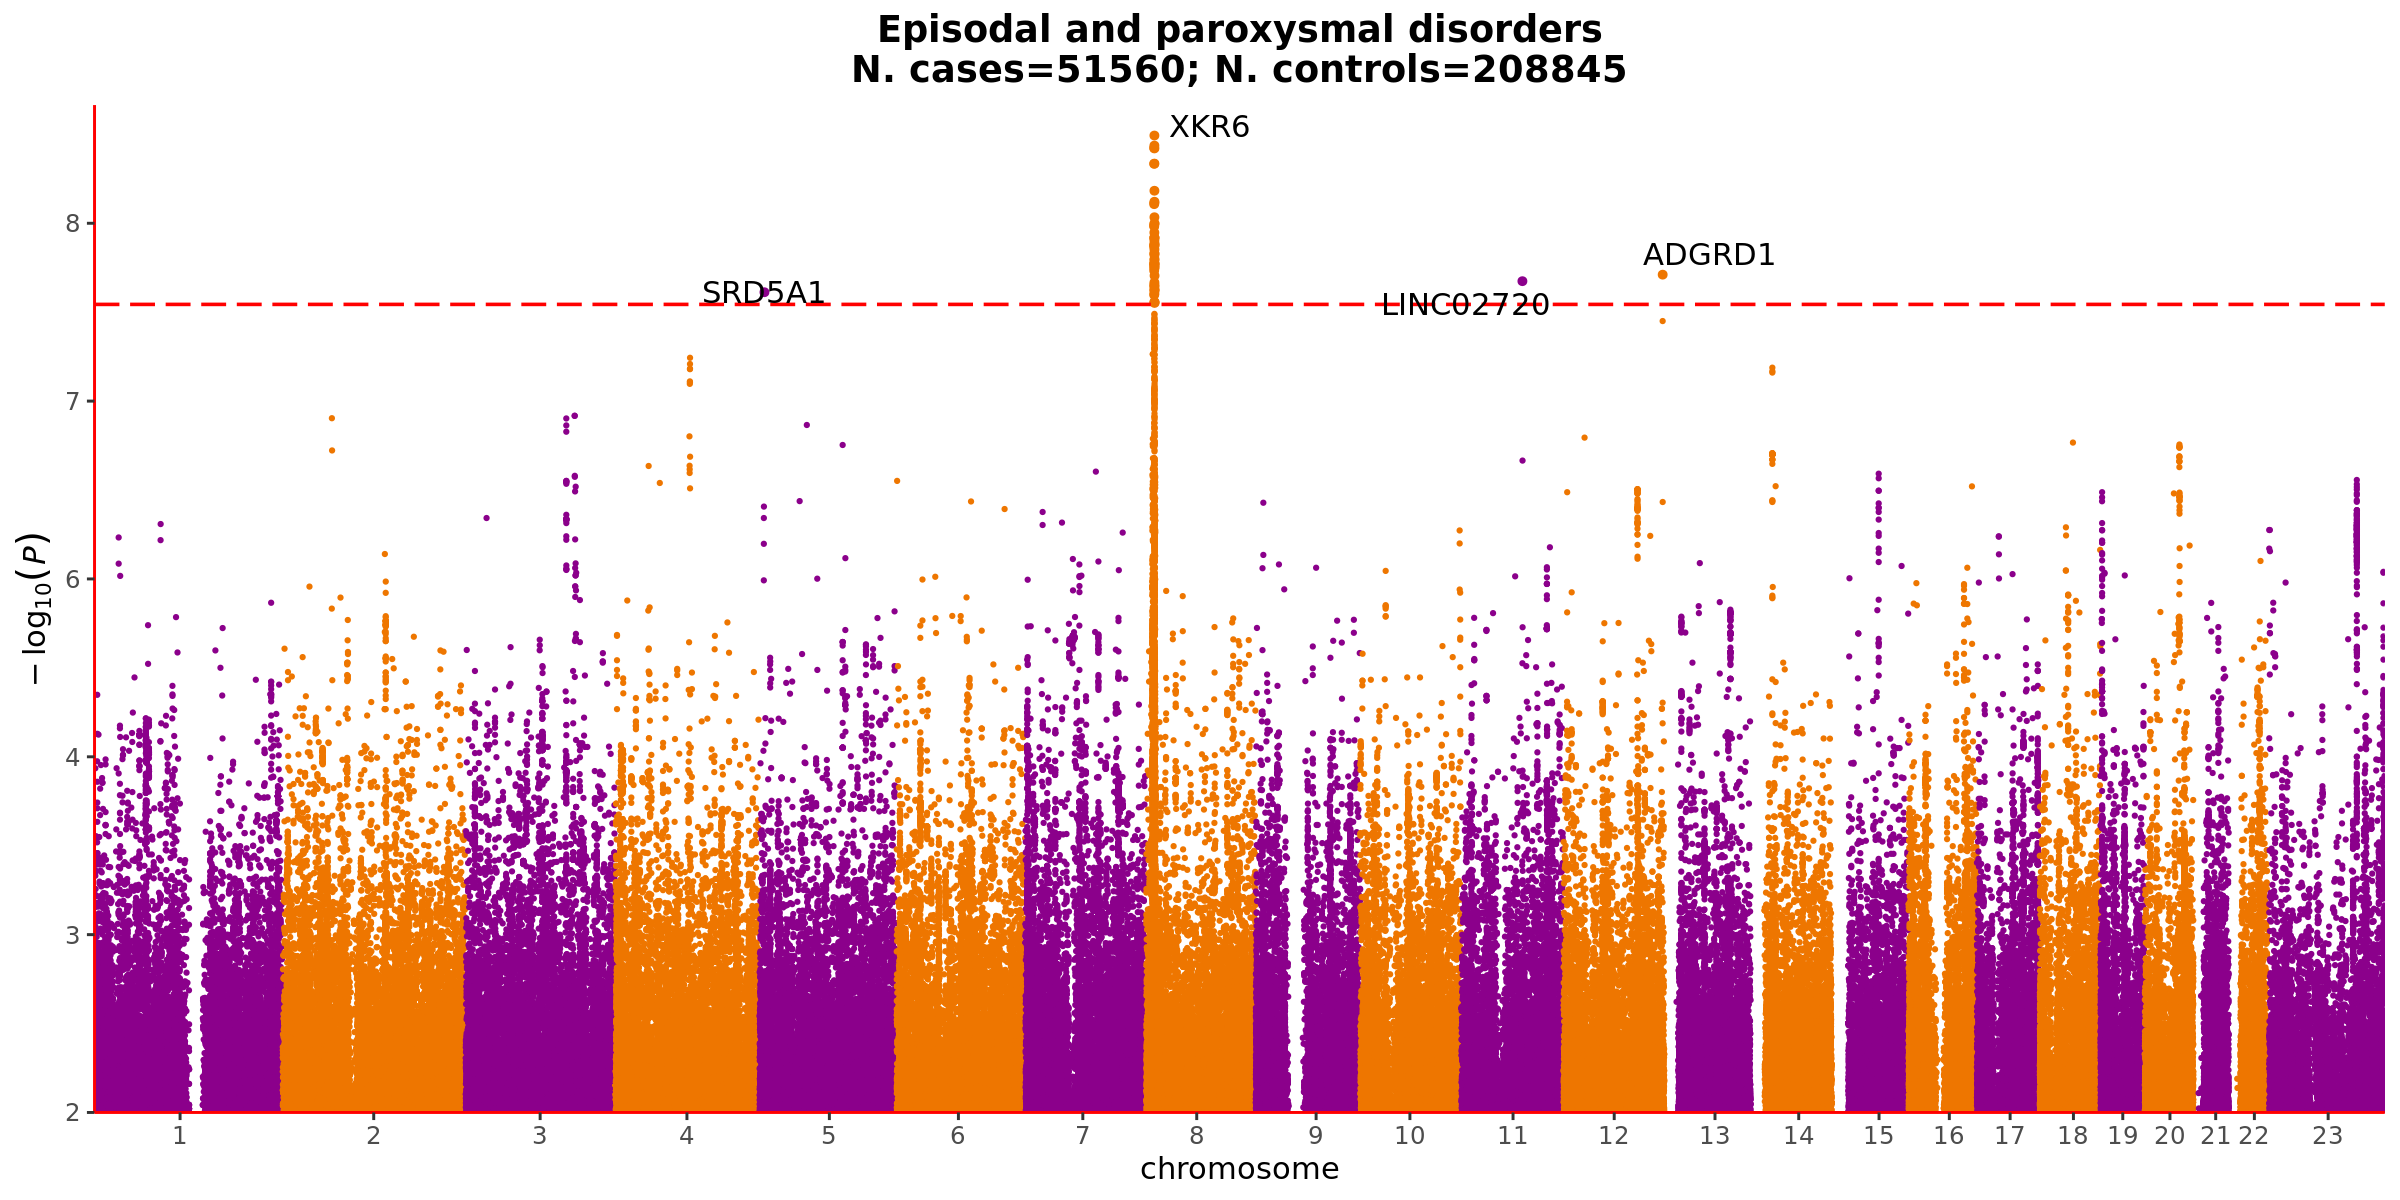 Episodal and paroxysmal disorders
N. cases=51560; N. controls=208845
XKR6
ADGRD1
SRD5A1
LINC02720
8
7
6
4
3
2
−log₁₀(P)
1 2 3 4 5 6 7 8 9 10 11 12 13 14 15 16 17 18 19 20 21 22 23
chromosome